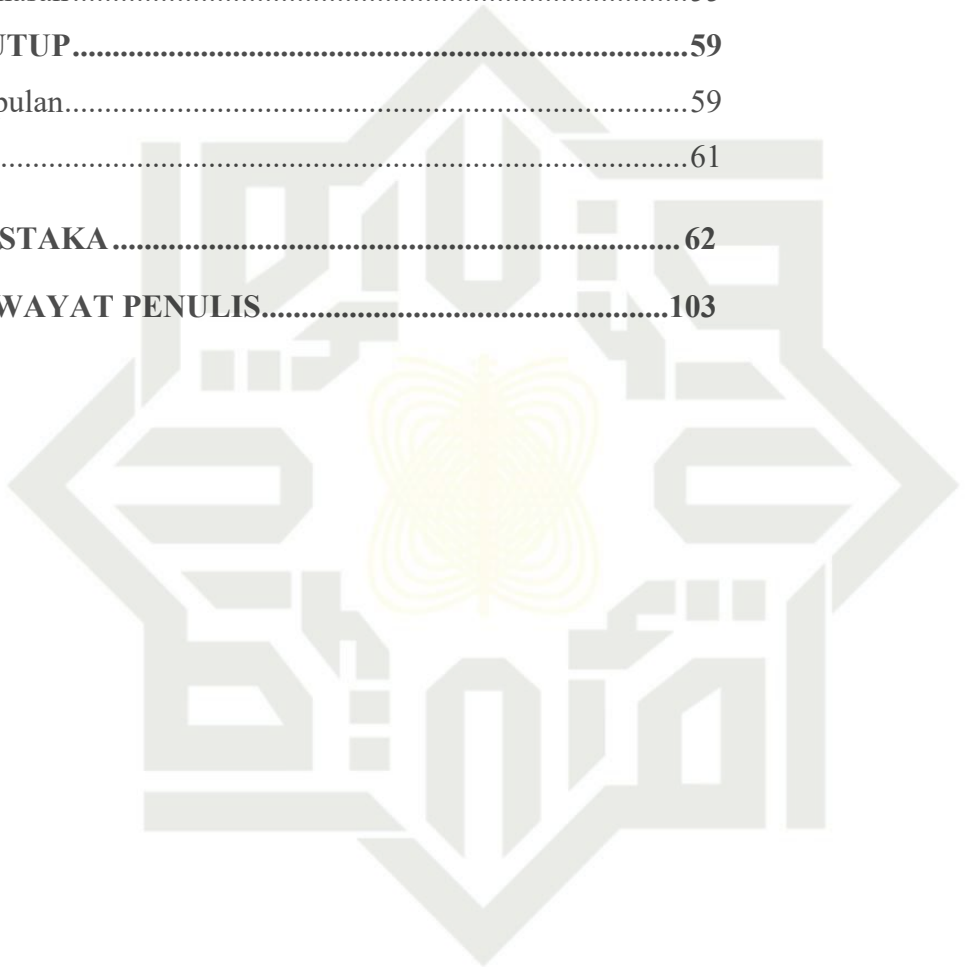 UTUP....................................................................................59
pulan....................................................................................59
....................................................................................61
STAKA.................................................................................... 62
WAYAT PENULIS....................................................................................103